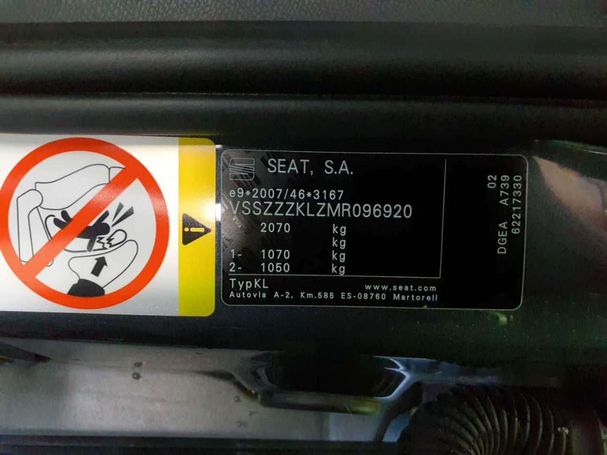 SEAT, S.A.
e9*2007/46*3167
VSSZZZKLZMR096920
2070 kg
kg
1- 1070 kg
2- 1050 kg
TypKL www.seat.com
Autovia A-2, Km.585 ES-08760 Martorell
DGEA A739 02
62217330